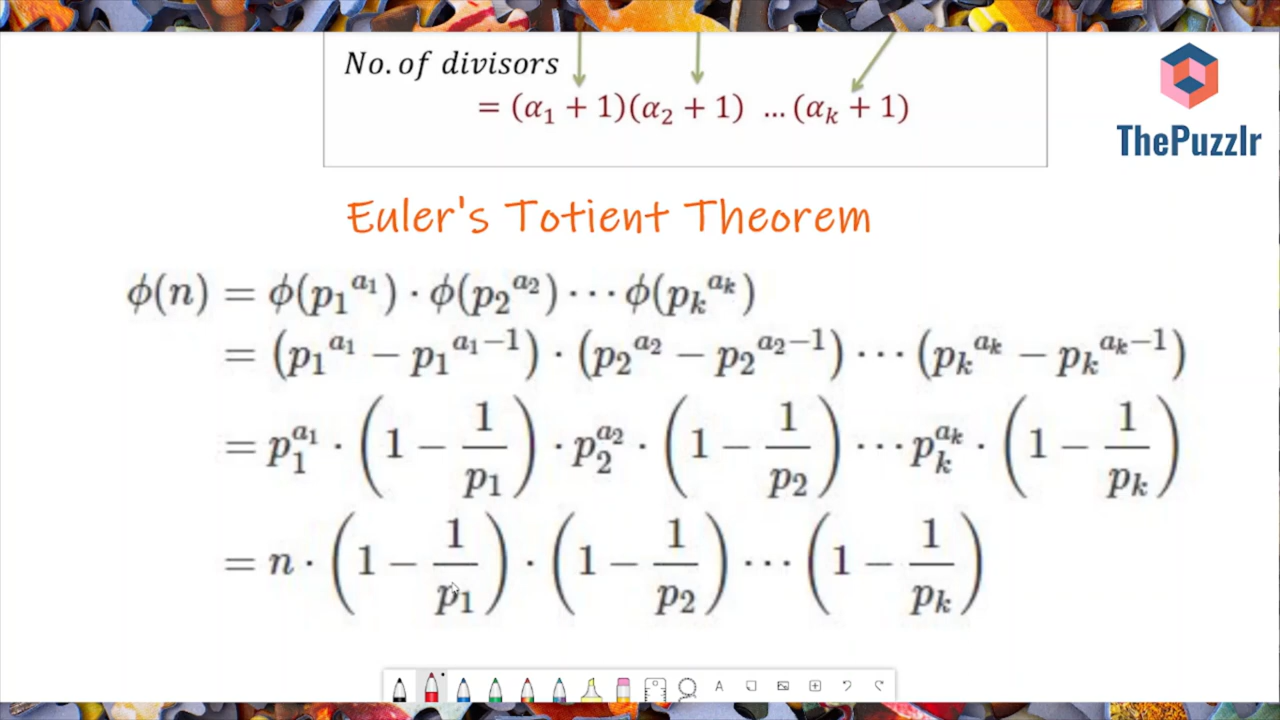 No. of divisors
= (α₁ + 1)(α₂ + 1) ... (αₖ + 1)
ThePuzzlr
Euler's Totient Theorem
ϕ(n) = ϕ(p₁^{a₁}) · ϕ(p₂^{a₂}) ··· ϕ(pₖ^{aₖ})
= (p₁^{a₁} − p₁^{a₁−1}) · (p₂^{a₂} − p₂^{a₂−1}) ··· (pₖ^{aₖ} − pₖ^{aₖ−1})
= p₁^{a₁} · (1 − 1/p₁) · p₂^{a₂} · (1 − 1/p₂) ··· pₖ^{aₖ} · (1 − 1/pₖ)
= n · (1 − 1/p₁) · (1 − 1/p₂) ··· (1 − 1/pₖ)
A